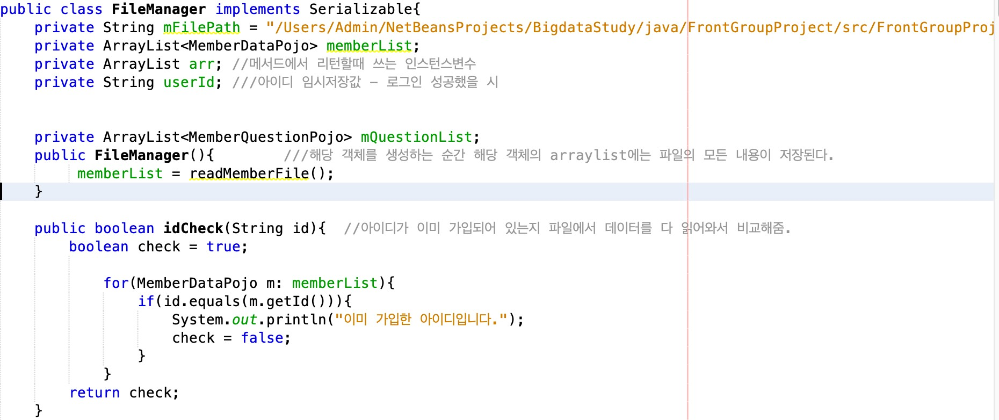 public class FileManager implements Serializable{
private String mFilePath = "/Users/Admin/NetBeansProjects/BigdataStudy/java/FrontGroupProject/src/FrontGroupProj
private ArrayList<MemberDataPojo> memberList;
private ArrayList arr; //메서드에서 리턴할때 쓰는 인스턴스변수
private String userId; ///아이디 임시저장값 – 로그인 성공했을 시
private ArrayList<MemberQuestionPojo> mQuestionList;
public FileManager(){ ///해당 객체를 생성하는 순간 해당 객체의 arraylist에는 파일의 모든 내용이 저장된다.
memberList = readMemberFile();
}
public boolean idCheck(String id){ //아이디가 이미 가입되어 있는지 파일에서 데이터를 다 읽어와서 비교해줌.
boolean check = true;
for(MemberDataPojo m: memberList){
if(id.equals(m.getId())){
System.out.println("이미 가입한 아이디입니다.");
check = false;
}
}
return check;
}